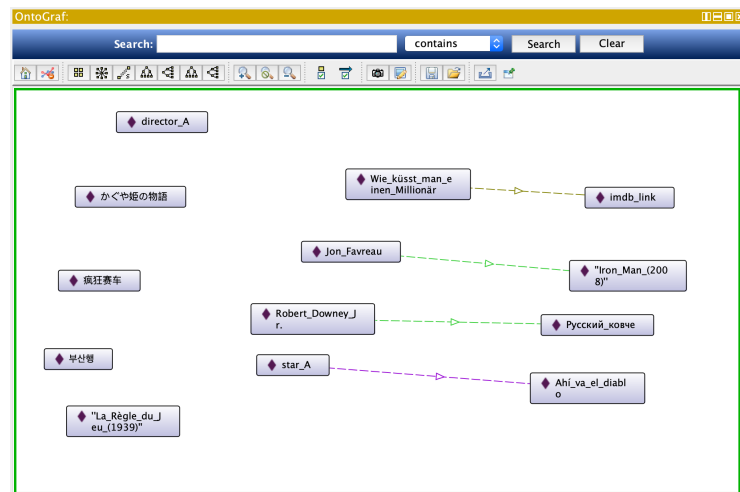 OntoGraf:
Search:
contains
Search
Clear
director_A
Wie_küsst_man_e
inen_Millionär
かぐや姫の物語
imdb_link
Jon_Favreau
"Iron_Man_(200
8)"
疯狂赛车
Robert_Downey_J
r.
Русский_ковче
부산행
star_A
Ahí_va_el_diabl
o
"La_Règle_du_J
eu_(1939)"